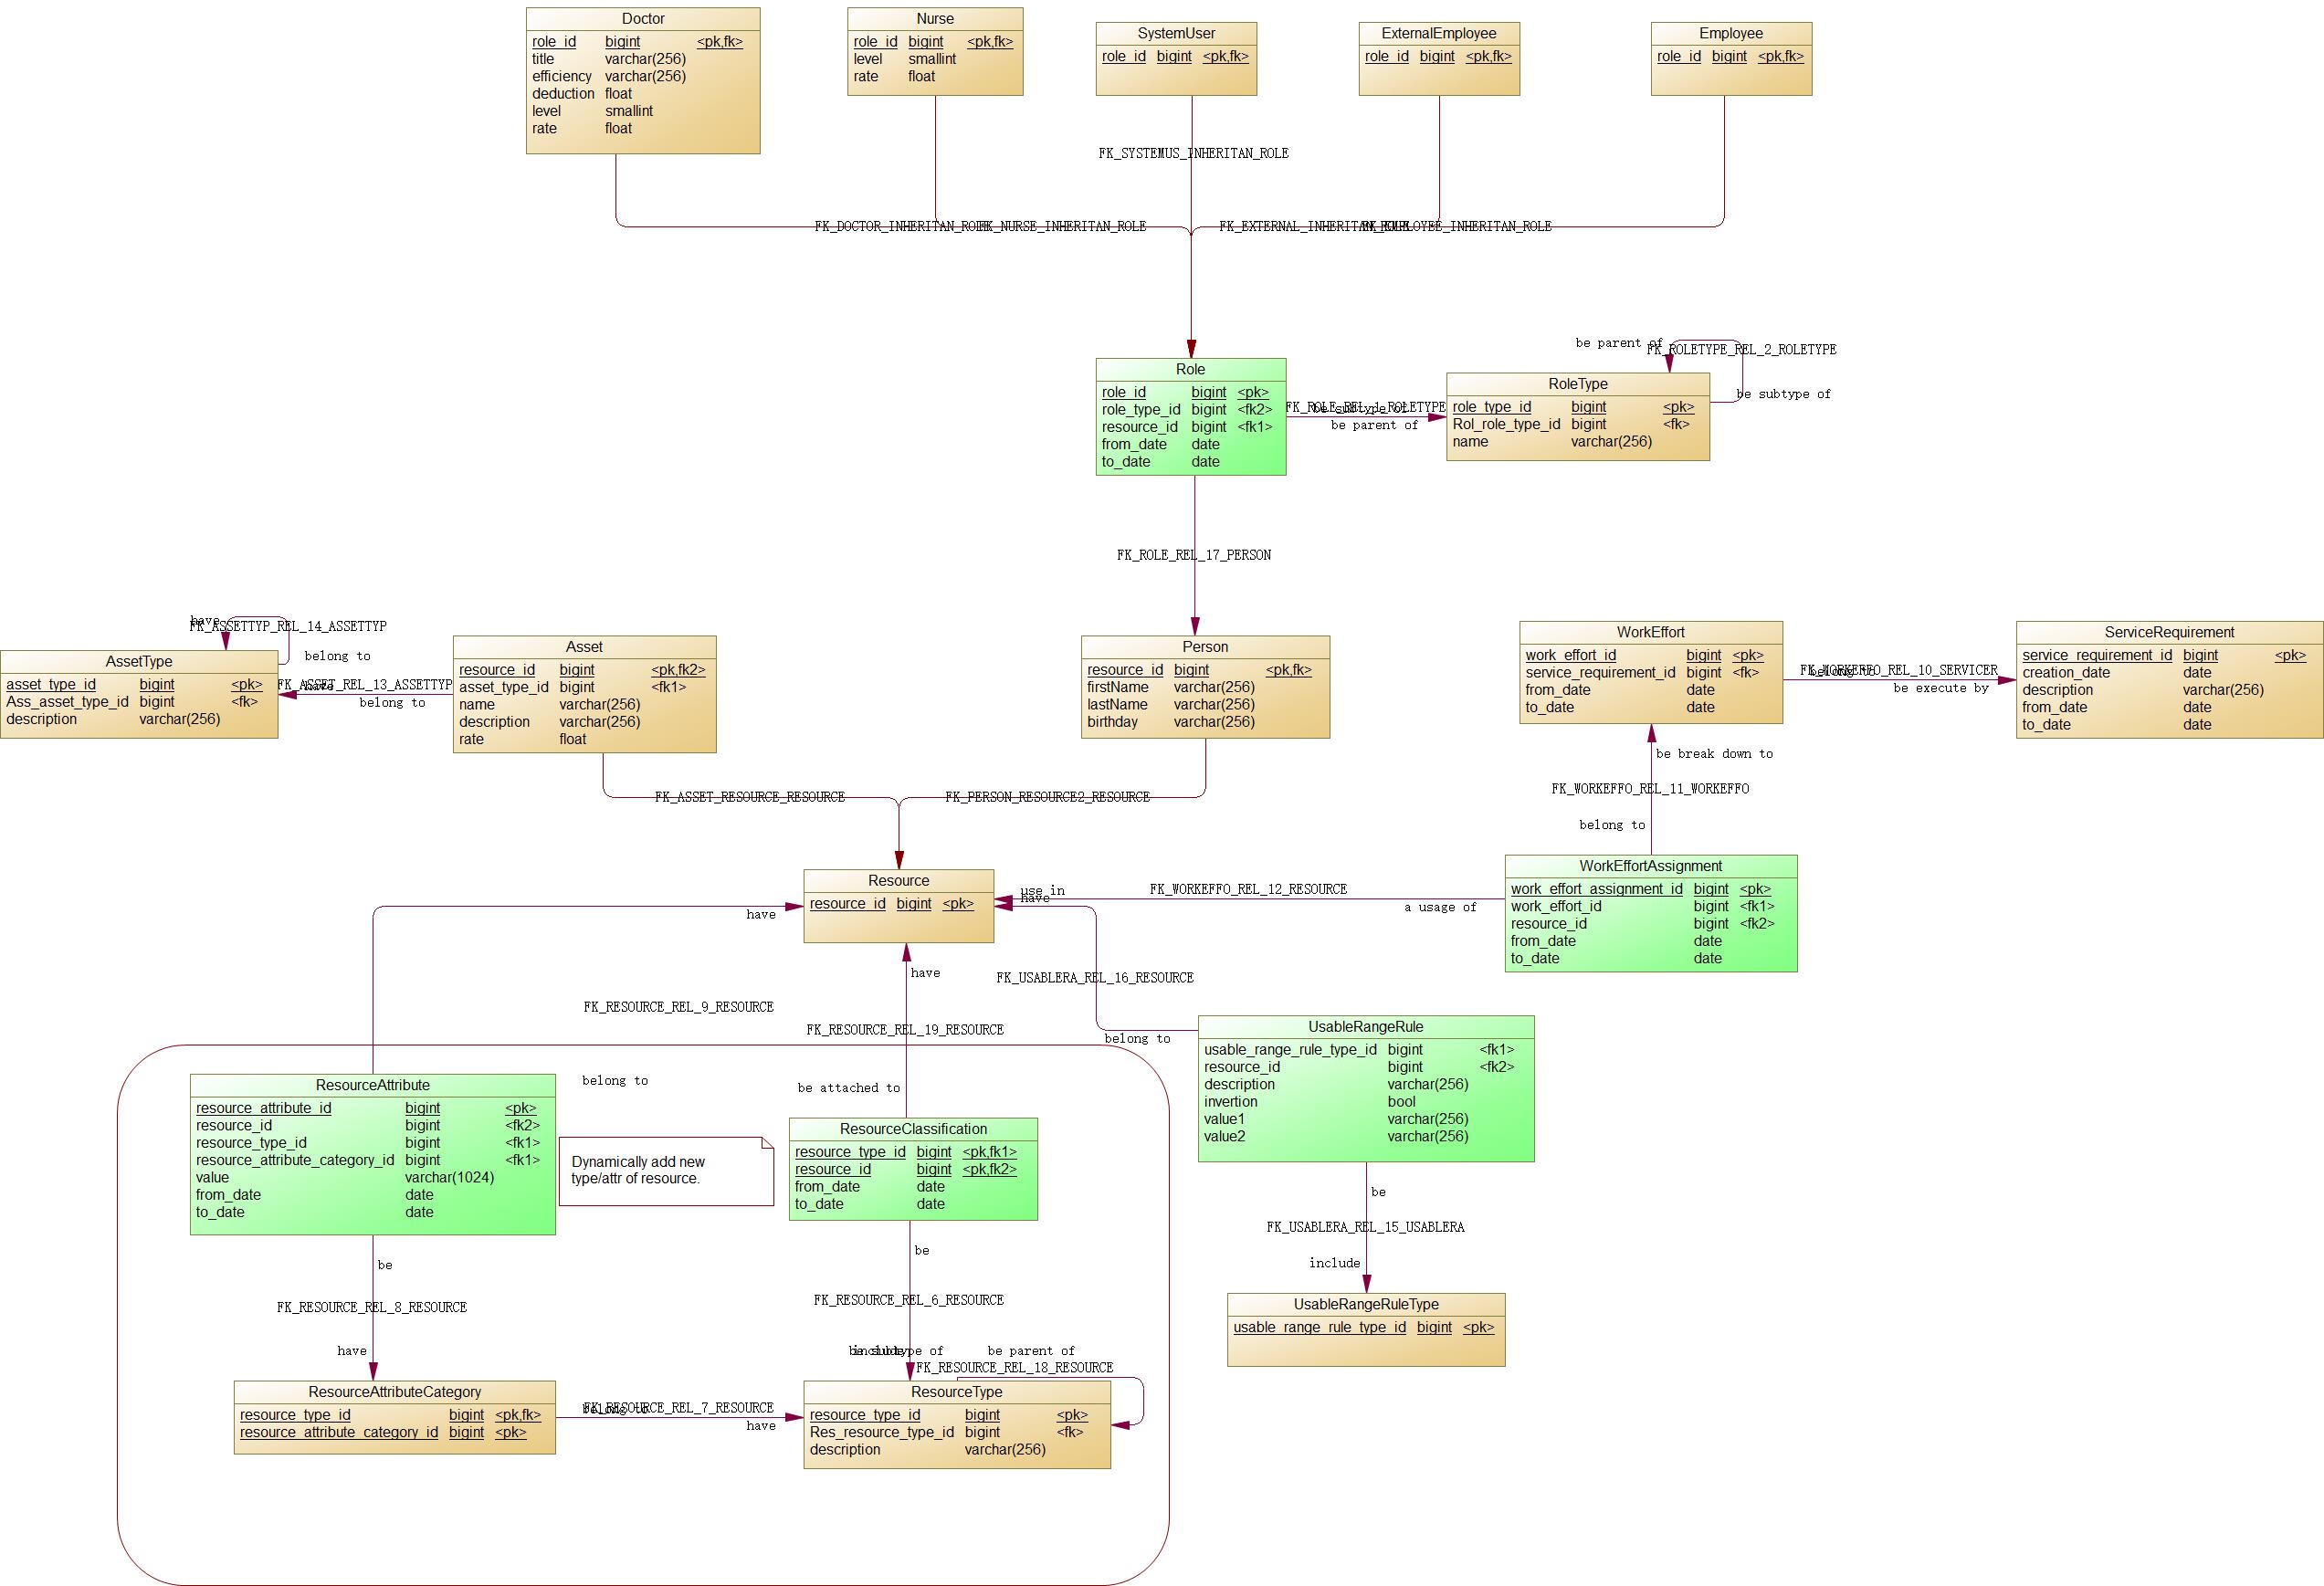 Doctor
role_id bigint <pk,fk>
title varchar(256)
efficiency varchar(256)
deduction float
level smallint
rate float
Nurse
role_id bigint <pk,fk>
level smallint
rate float
SystemUser
role_id bigint <pk,fk>
ExternalEmployee
role_id bigint <pk,fk>
Employee
role_id bigint <pk,fk>
FK_SYSTEMUS_INHERITAN_ROLE
FK_DOCTOR_INHERITAN_ROLE
FK_NURSE_INHERITAN_ROLE
FK_EXTERNAL_INHERITAN_ROLE
FK_EMPLOYEE_INHERITAN_ROLE
Role
role_id bigint <pk>
role_type_id bigint <fk2>
resource_id bigint <fk1>
from_date date
to_date date
FK_ROLE_REL_1_ROLETYPE
be subtype of
be parent of
be parent of
FK_ROLETYPE_REL_2_ROLETYPE
be subtype of
RoleType
role_type_id bigint <pk>
Rol_role_type_id bigint <fk>
name varchar(256)
FK_ROLE_REL_17_PERSON
have
FK_ASSETTYP_REL_14_ASSETTYP
belong to
AssetType
asset_type_id bigint <pk>
Ass_asset_type_id bigint <fk>
description varchar(256)
FK_ASSET_REL_13_ASSETTYP
have
belong to
Asset
resource_id bigint <pk,fk2>
asset_type_id bigint <fk1>
name varchar(256)
description varchar(256)
rate float
Person
resource_id bigint <pk,fk>
firstName varchar(256)
lastName varchar(256)
birthday varchar(256)
WorkEffort
work_effort_id bigint <pk>
service_requirement_id bigint <fk>
from_date date
to_date date
FK_WORKEFFO_REL_10_SERVICER
belong to
be execute by
ServiceRequirement
service_requirement_id bigint <pk>
creation_date date
description varchar(256)
from_date date
to_date date
be break down to
FK_WORKEFFO_REL_11_WORKEFFO
belong to
FK_ASSET_RESOURCE_RESOURCE
FK_PERSON_RESOURCE2_RESOURCE
Resource
resource_id bigint <pk>
have
use in
have
FK_WORKEFFO_REL_12_RESOURCE
a usage of
WorkEffortAssignment
work_effort_assignment_id bigint <pk>
work_effort_id bigint <fk1>
resource_id bigint <fk2>
from_date date
to_date date
have
FK_USABLERA_REL_16_RESOURCE
FK_RESOURCE_REL_9_RESOURCE
FK_RESOURCE_REL_19_RESOURCE
belong to
UsableRangeRule
usable_range_rule_type_id bigint <fk1>
resource_id bigint <fk2>
description varchar(256)
invertion bool
value1 varchar(256)
value2 varchar(256)
belong to
be attached to
ResourceAttribute
resource_attribute_id bigint <pk>
resource_id bigint <fk2>
resource_type_id bigint <fk1>
resource_attribute_category_id bigint <fk1>
value varchar(1024)
from_date date
to_date date
Dynamically add new
type/attr of resource.
ResourceClassification
resource_type_id bigint <pk,fk1>
resource_id bigint <pk,fk2>
from_date date
to_date date
be
FK_USABLERA_REL_15_USABLERA
include
UsableRangeRuleType
usable_range_rule_type_id bigint <pk>
be
FK_RESOURCE_REL_8_RESOURCE
have
be
FK_RESOURCE_REL_6_RESOURCE
include
be subtype of
be parent of
FK_RESOURCE_REL_18_RESOURCE
ResourceAttributeCategory
resource_type_id bigint <pk,fk>
resource_attribute_category_id bigint <pk>
FK_RESOURCE_REL_7_RESOURCE
belong to
have
ResourceType
resource_type_id bigint <pk>
Res_resource_type_id bigint <fk>
description varchar(256)